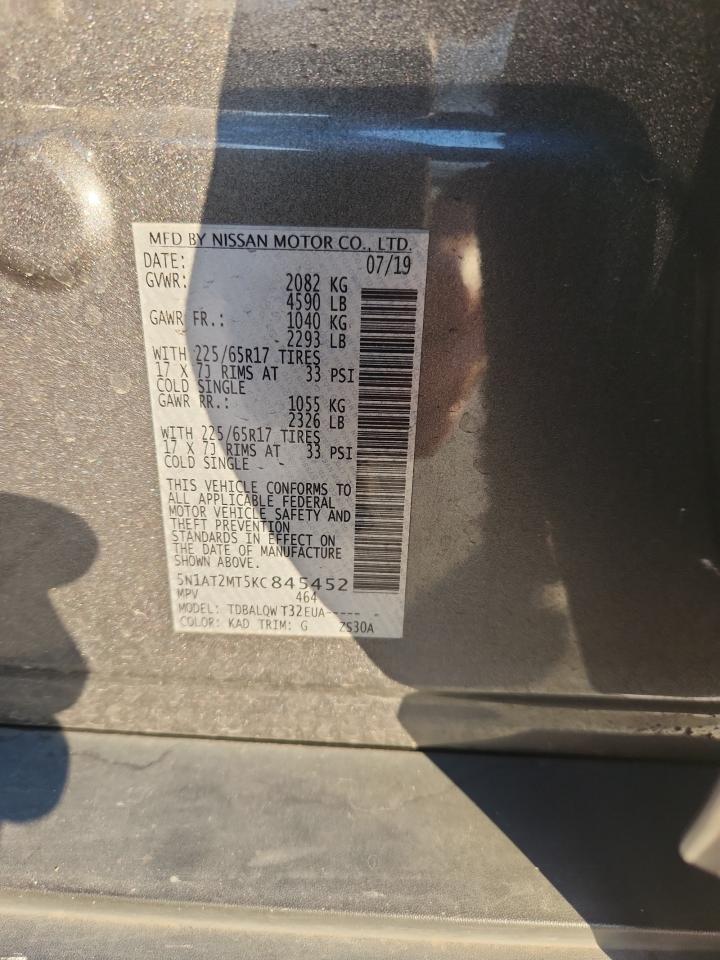 MFD BY NISSAN MOTOR CO., LTD.
DATE: 07/19
GVWR: 2082 KG
4590 LB
GAWR FR.: 1040 KG
2293 LB
WITH 225/65R17 TIRES
17 X 7J RIMS AT 33 PSI
COLD SINGLE
GAWR RR.: 1055 KG
2326 LB
WITH 225/65R17 TIRES
17 X 7J RIMS AT 33 PSI
COLD SINGLE - -
THIS VEHICLE CONFORMS TO
ALL APPLICABLE FEDERAL
MOTOR VEHICLE SAFETY AND
THEFT PREVENTION
STANDARDS IN EFFECT ON
THE DATE OF MANUFACTURE
SHOWN ABOVE.
5N1AT2MT5KC845452
MPV 464
MODEL: TDBALQW T32EUA----- -
COLOR: KAD TRIM: G 2S30A